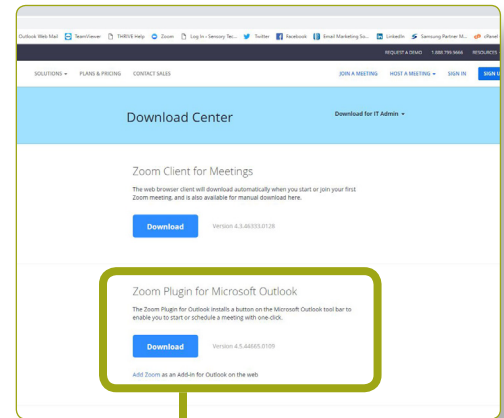 Outlook Web Mail TeamViewer THRIVE Help Zoom Log In ‹ Sensory Tec... Twitter Facebook Email Marketing So... LinkedIn Samsung Partner M... cPanel
REQUEST A DEMO 1.888.799.9666 RESOURCES
SOLUTIONS PLANS & PRICING CONTACT SALES JOIN A MEETING HOST A MEETING SIGN IN SIGN U
Download Center
Download for IT Admin
Zoom Client for Meetings
The web browser client will download automatically when you start or join your first
Zoom meeting, and is also available for manual download here.
Download Version 4.3.46333.0128
Zoom Plugin for Microsoft Outlook
The Zoom Plugin for Outlook installs a button on the Microsoft Outlook tool bar to
enable you to start or schedule a meeting with one-click.
Download Version 4.5.44665.0109
Add Zoom as an Add-in for Outlook on the web